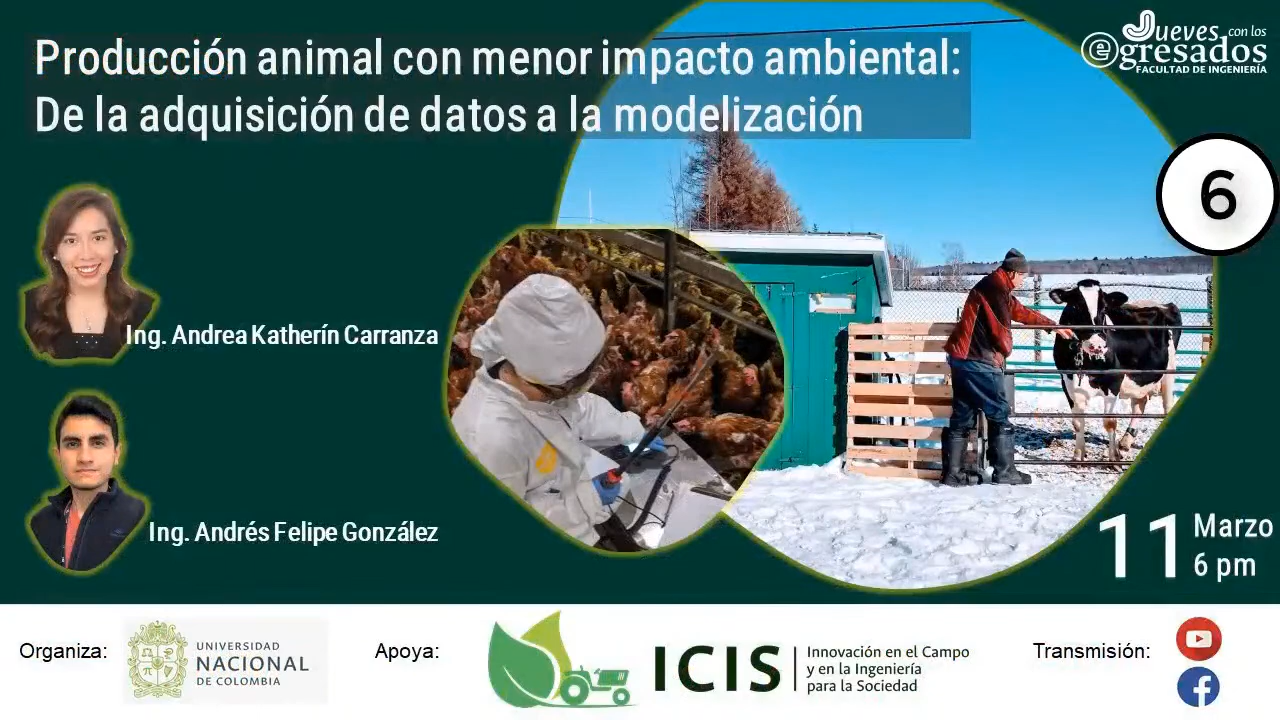 Producción animal con menor impacto ambiental:
De la adquisición de datos a la modelización
Jueves con los
egresados
FACULTAD DE INGENIERÍA
6
Ing. Andrea Katherín Carranza
Ing. Andrés Felipe González
11 Marzo
6 pm
Organiza:
UNIVERSIDAD
NACIONAL
DE COLOMBIA
Apoya:
ICIS
Innovación en el Campo
y en la Ingeniería
para la Sociedad
Transmisión: